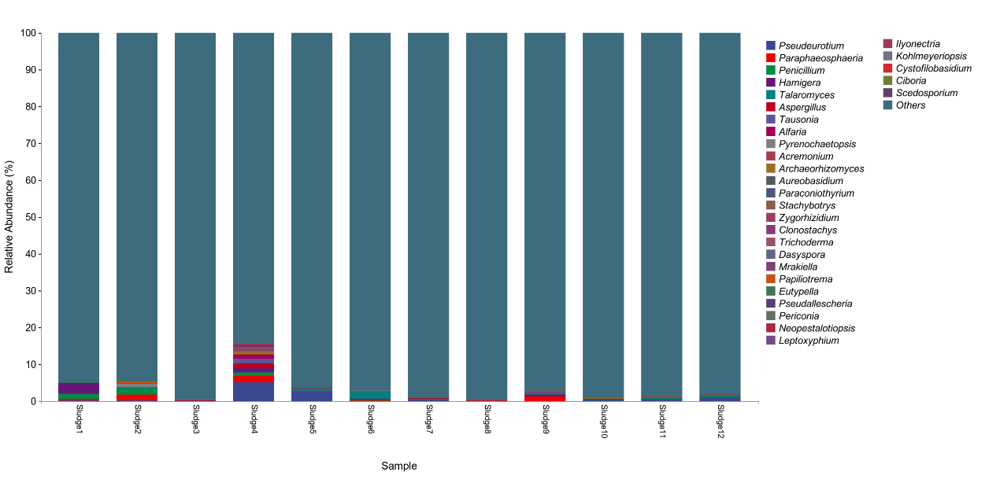 100
90
80
70
60
50
40
30
20
10
0
Relative Abundance (%)
Sludge1
Sludge2
Sludge3
Sludge4
Sludge5
Sludge6
Sludge7
Sludge8
Sludge9
Sludge10
Sludge11
Sludge12
Sample
Pseudeurotium
Paraphaeosphaeria
Penicillium
Hamigera
Talaromyces
Aspergillus
Tausonia
Alfaria
Pyrenochaetopsis
Acremonium
Archaeorhizomyces
Aureobasidium
Paraconiothyrium
Stachybotrys
Zygorhizidium
Clonostachys
Trichoderma
Dasyspora
Mrakiella
Papiliotrema
Eutypella
Pseudallescheria
Periconia
Neopestalotiopsis
Leptoxyphium
Ilyonectria
Kohlmeyeriopsis
Cystofilobasidium
Ciboria
Scedosporium
Others